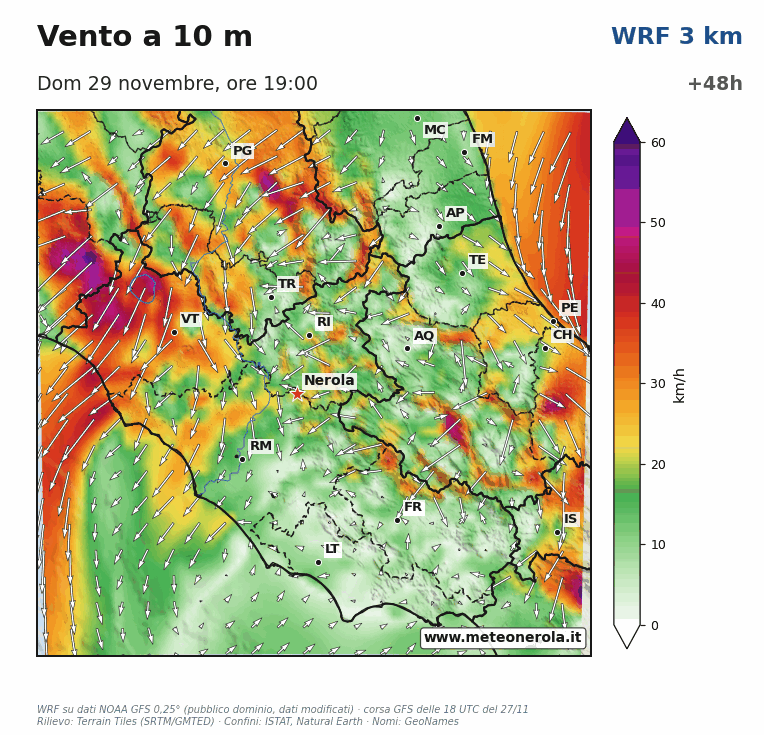 Vento a 10 m
WRF 3 km
Dom 29 novembre, ore 19:00
+48h
MC
FM
PG
AP
TE
TR
PE
VT
RI
AQ
CH
Nerola
RM
FR
IS
LT
www.meteonerola.it
60
50
40
30
20
10
0
km/h
WRF su dati NOAA GFS 0,25° (pubblico dominio, dati modificati) · corsa GFS delle 18 UTC del 27/11
Rilievo: Terrain Tiles (SRTM/GMTED) · Confini: ISTAT, Natural Earth · Nomi: GeoNames